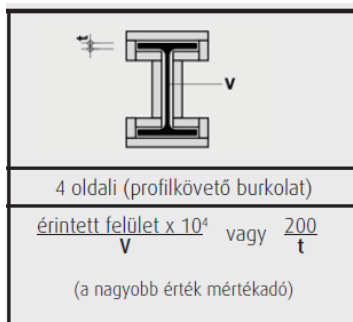 t
V
4 oldali (profilkövető burkolat)
érintett felület x 10⁴ vagy 200
V t
(a nagyobb érték mértékadó)